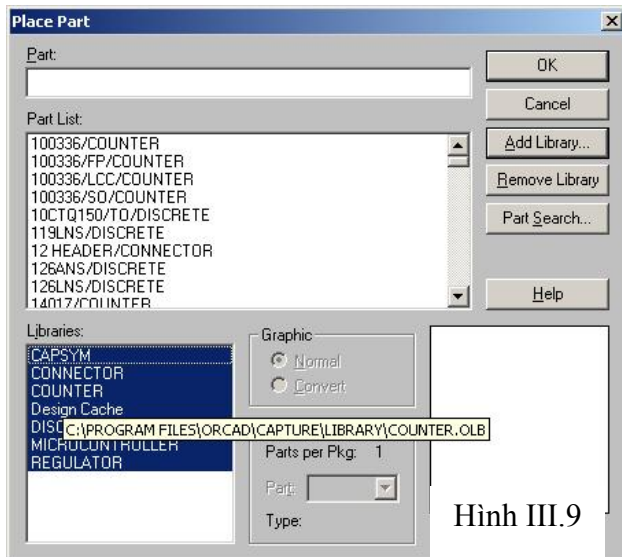 Place Part
Part:
OK
Cancel
Part List:
Add Library...
100336/COUNTER
100336/FP/COUNTER
100336/LCC/COUNTER
100336/SO/COUNTER
10CTQ150/TO/DISCRETE
119LNS/DISCRETE
12 HEADER/CONNECTOR
126ANS/DISCRETE
126LNS/DISCRETE
14017/COUNTER
Remove Library
Part Search...
Help
Libraries:
CAPSYM
CONNECTOR
COUNTER
Design Cache
C:\PROGRAM FILES\ORCAD\CAPTURE\LIBRARY\COUNTER.OLB
MICROCONTROLLER
REGULATOR
Graphic
Normal
Convert
Parts per Pkg: 1
Part:
Type:
Hình III.9